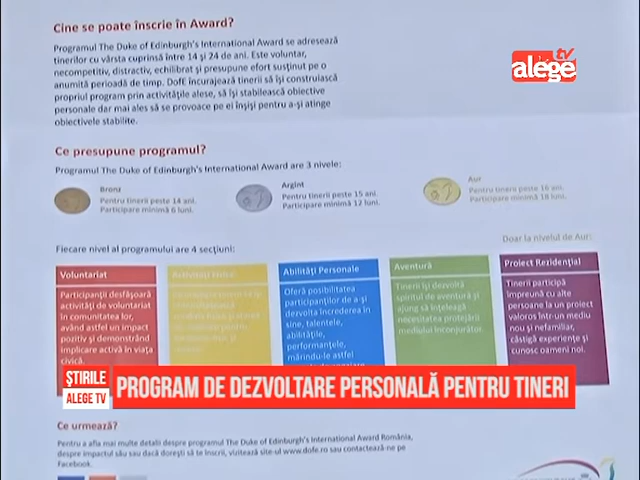 Cine se poate înscrie în Award?
Programul The Duke of Edinburgh's International Award se adresează
tinerilor cu vârsta cuprinsă între 14 și 24 de ani. Este voluntar,
necompetitiv, distractiv, echilibrat și presupune efort susținut pe o
anumită perioadă de timp. DofE încurajează tinerii să își construiască
propriul program prin activitățile alese, să își stabilească obiective
personale dar mai ales să se provoace pe ei înșiși pentru a-și atinge
obiectivele stabilite.
alege tv
Ce presupune programul?
Programul The Duke of Edinburgh's International Award are 3 nivele:
Bronz
Pentru tinerii peste 14 ani.
Participare minimă 6 luni.
Argint
Pentru tinerii peste 15 ani.
Participare minimă 12 luni.
Aur
Pentru tinerii peste 16 ani.
Participare minimă 18 luni.
Fiecare nivel al programului are 4 secțiuni:
Doar la nivelul de Aur:
Voluntariat
Participanții desfășoară
activități de voluntariat
în comunitatea lor,
având astfel un impact
pozitiv și demonstrând
implicare activă în viața
civică.
Abilități Personale
Oferă posibilitatea
participanților de a-și
dezvolta încrederea în
sine, talentele,
abilitățile,
performanțele,
mărindu-le astfel
Aventură
Tinerii își dezvoltă
spiritul de aventură și
ajung să înțeleagă
necesitatea protejării
mediului înconjurător.
Proiect Rezidențial
Tinerii participă
împreună cu alte
persoane la un proiect
valoros într-un mediu
nou și nefamiliar,
câștigă experiențe și
cunosc oameni noi.
ȘTIRILE
ALEGE TV
PROGRAM DE DEZVOLTARE PERSONALĂ PENTRU TINERI
Ce urmează?
Pentru a afla mai multe detalii despre programul The Duke of Edinburgh's International Award România,
despre impactul său sau dacă dorești să te înscrii, vizitează site-ul www.dofe.ro sau contactează-ne pe
Facebook.